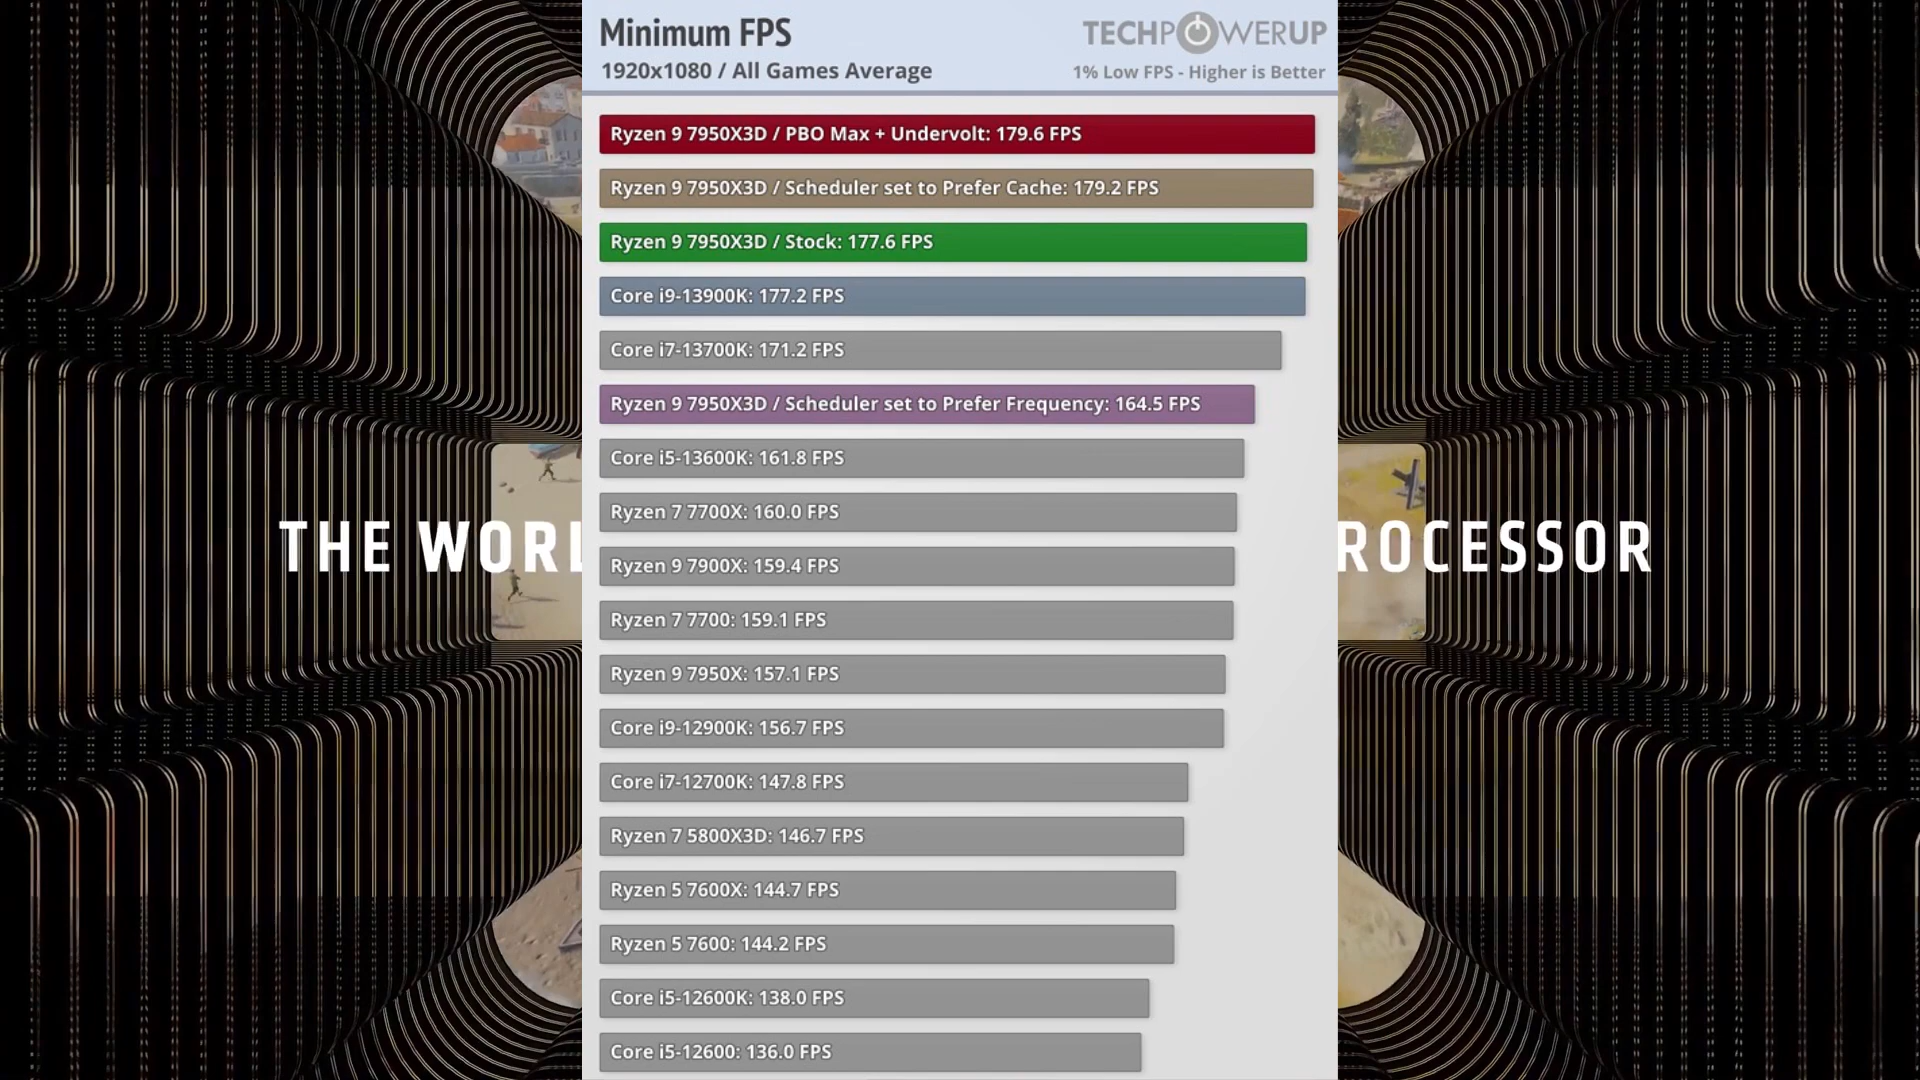 Minimum FPS
TECHPOWERUP
1920x1080 / All Games Average
1% Low FPS - Higher is Better
Ryzen 9 7950X3D / PBO Max + Undervolt: 179.6 FPS
Ryzen 9 7950X3D / Scheduler set to Prefer Cache: 179.2 FPS
Ryzen 9 7950X3D / Stock: 177.6 FPS
Core i9-13900K: 177.2 FPS
Core i7-13700K: 171.2 FPS
Ryzen 9 7950X3D / Scheduler set to Prefer Frequency: 164.5 FPS
Core i5-13600K: 161.8 FPS
Ryzen 7 7700X: 160.0 FPS
THE WORL ROCESSOR
Ryzen 9 7900X: 159.4 FPS
Ryzen 7 7700: 159.1 FPS
Ryzen 9 7950X: 157.1 FPS
Core i9-12900K: 156.7 FPS
Core i7-12700K: 147.8 FPS
Ryzen 7 5800X3D: 146.7 FPS
Ryzen 5 7600X: 144.7 FPS
Ryzen 5 7600: 144.2 FPS
Core i5-12600K: 138.0 FPS
Core i5-12600: 136.0 FPS